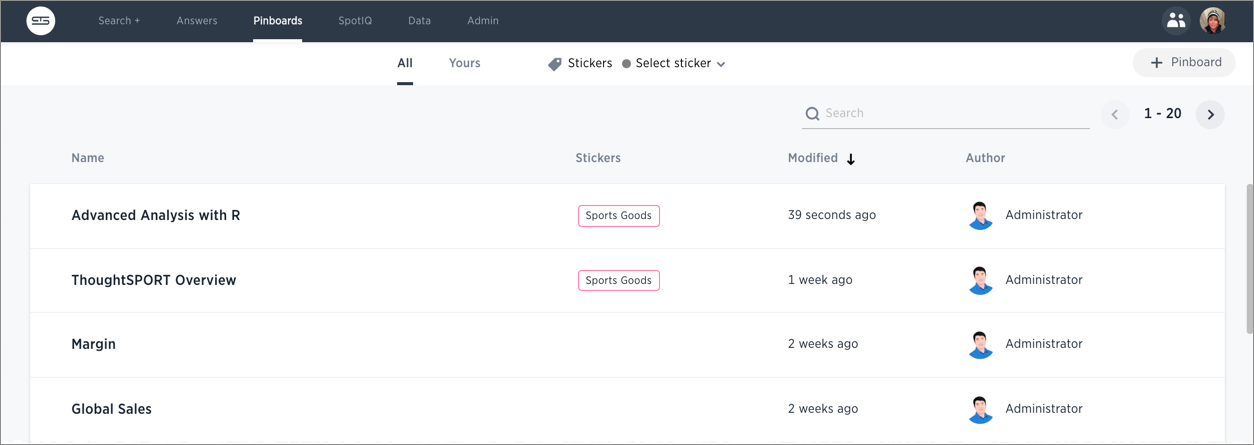 Search + Answers Pinboards SpotIQ Data Admin
All Yours Stickers Select sticker + Pinboard
Search 1 - 20
Name Stickers Modified Author
Advanced Analysis with R Sports Goods 39 seconds ago Administrator
ThoughtSPORT Overview Sports Goods 1 week ago Administrator
Margin 2 weeks ago Administrator
Global Sales 2 weeks ago Administrator